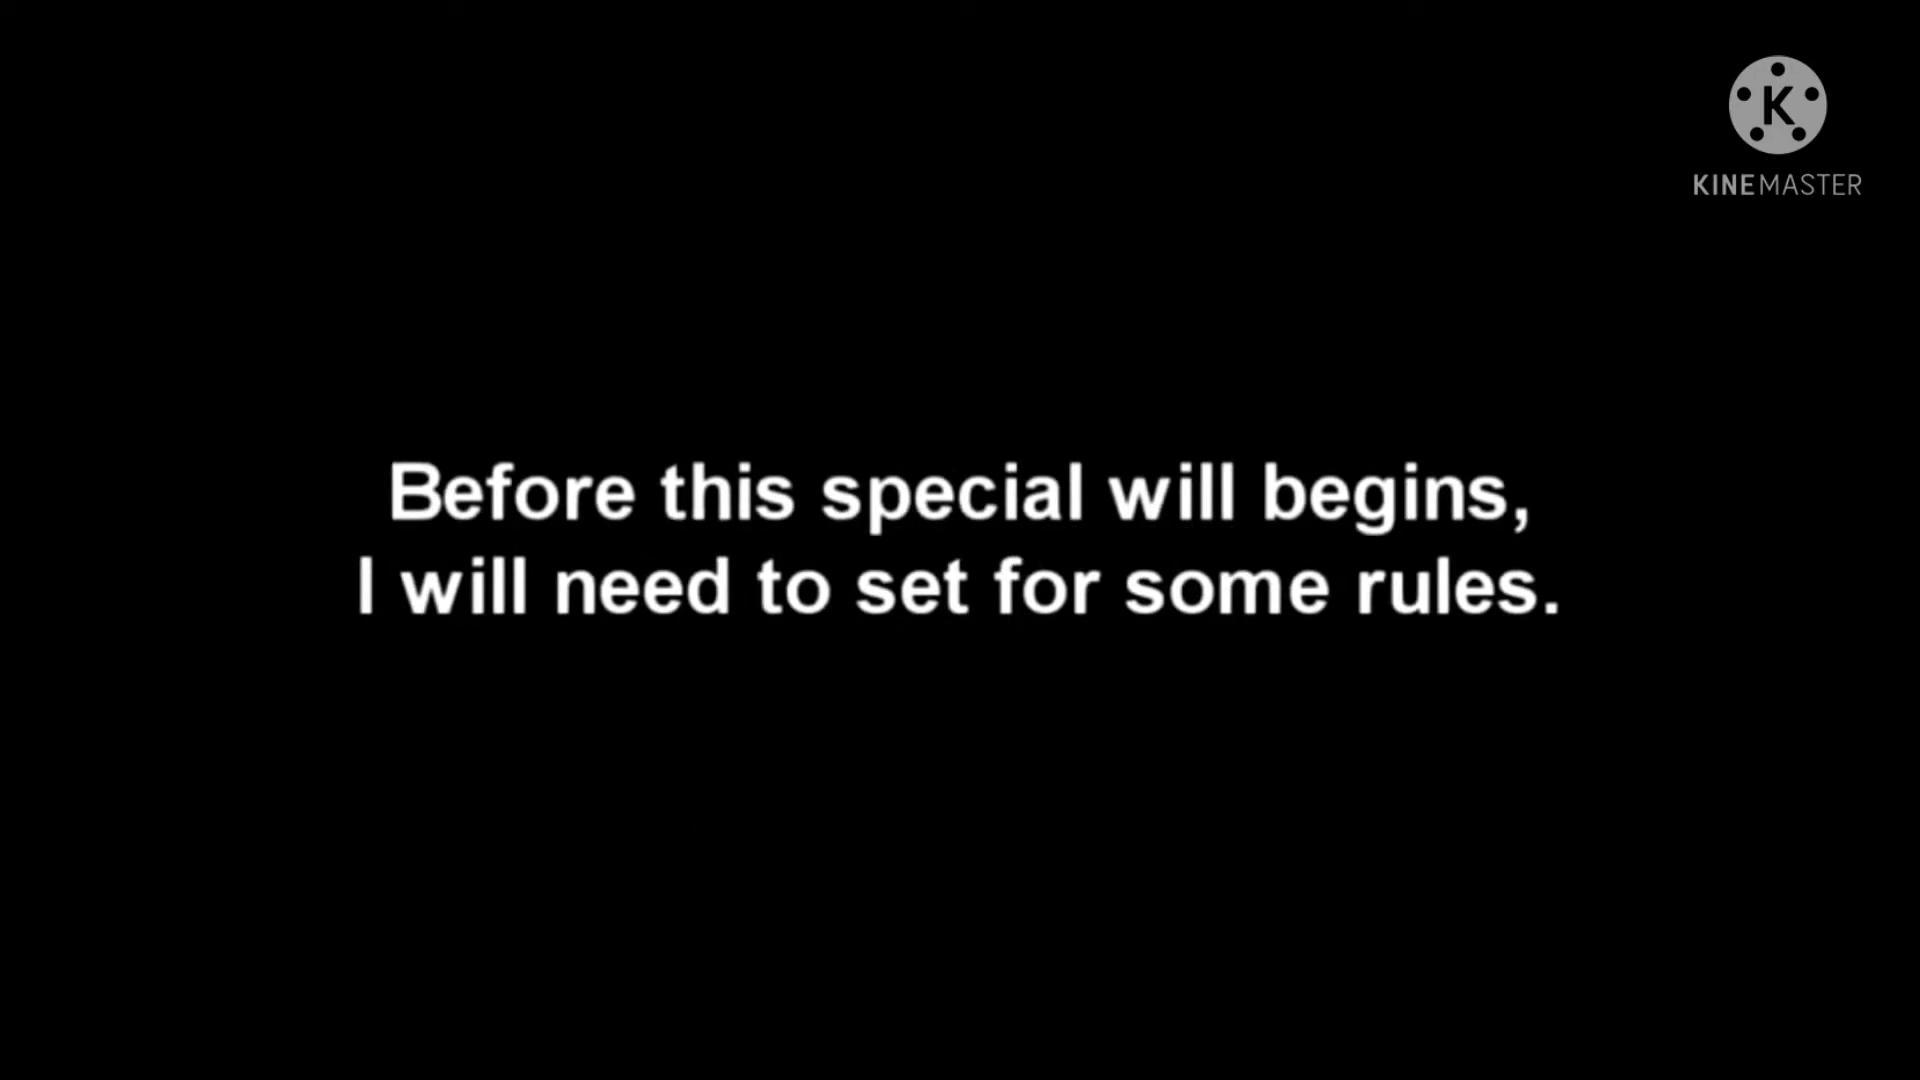 K
KINEMASTER
Before this special will begins,
I will need to set for some rules.